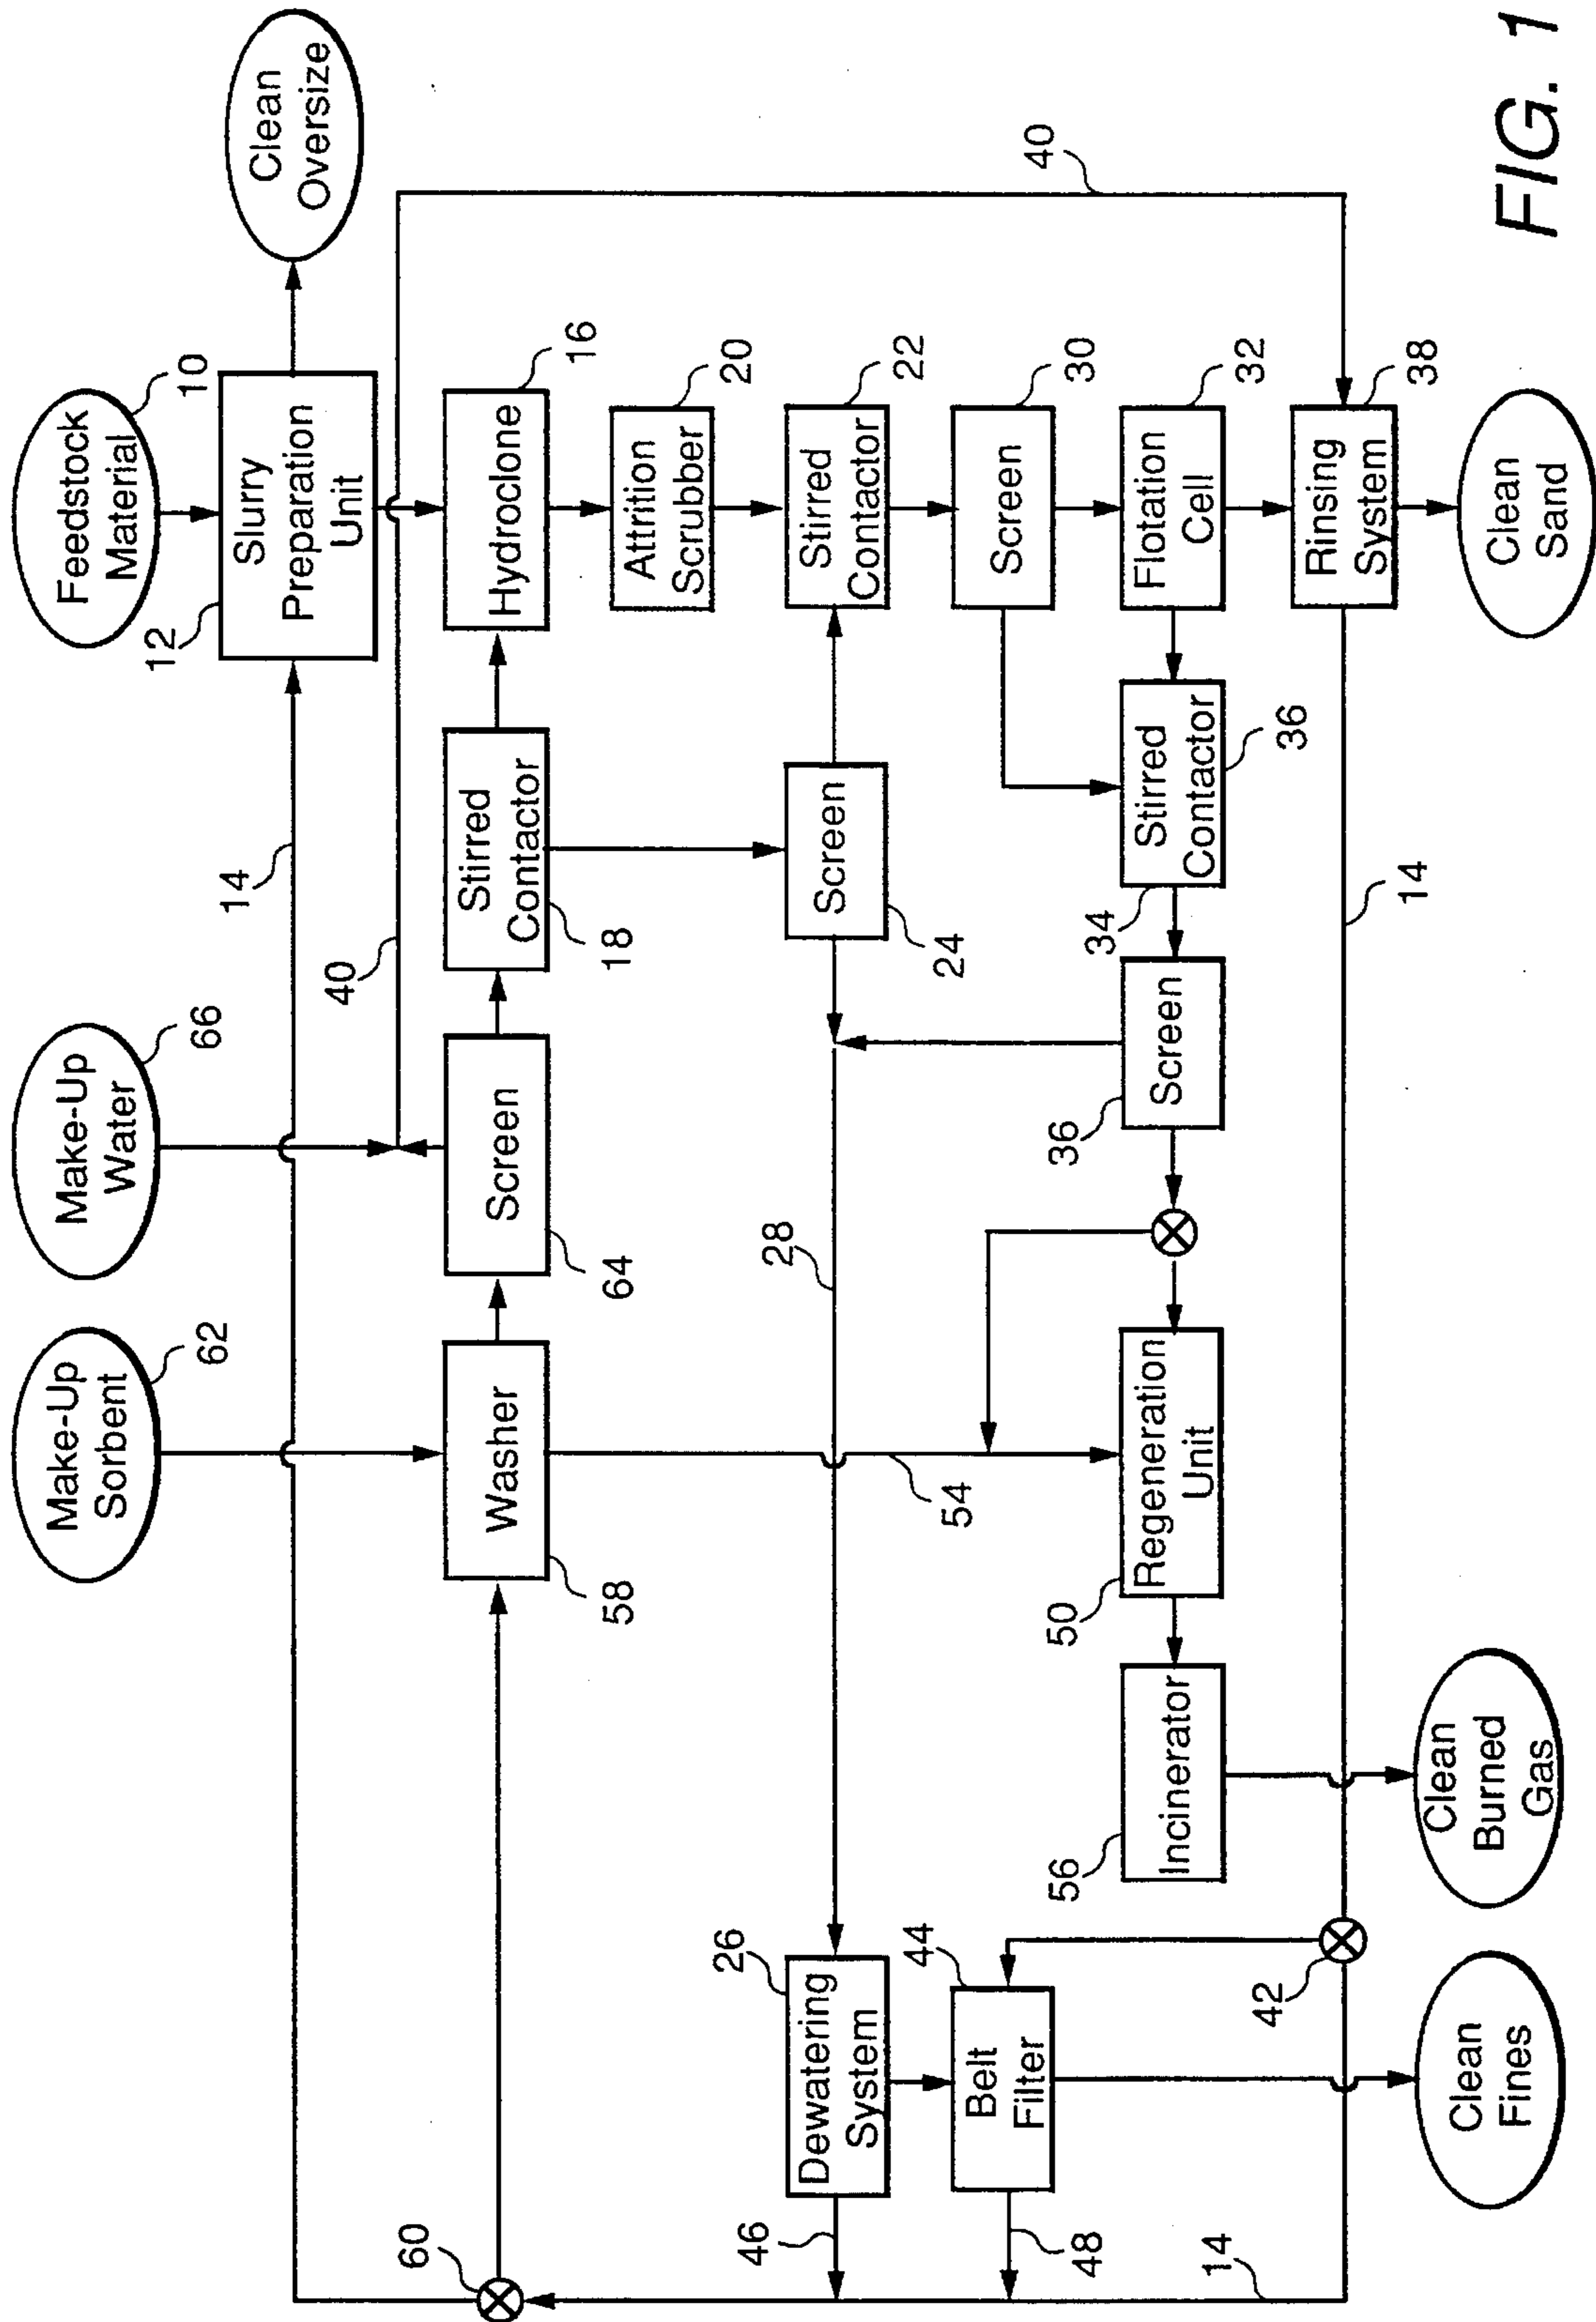 Feedstock
Material
10
Clean
Oversize
12
Slurry
Preparation
Unit
14
Make-Up
Water
66
Make-Up
Sorbent
62
40
40
Hydroclone
16
Stirred
Contactor
18
Screen
64
Washer
58
60
Attrition
Scrubber
20
Stirred
Contactor
22
Screen
24
28
Dewatering
System
26
46
54
Screen
30
Belt
Filter
44
48
Flotation
Cell
32
Stirred
Contactor
36
34
Screen
36
Regeneration
Unit
50
Incinerator
56
Rinsing
System
38
14
42
14
Clean
Sand
Clean
Burned
Gas
Clean
Fines
FIG. 1